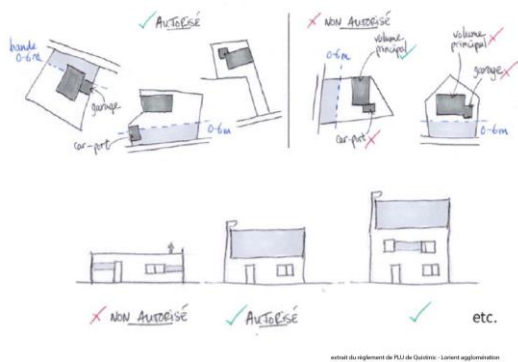 ✓ AUTORISÉ
bande
0-6m
garage
car-port
0-6m
✗ NON AUTORISÉ
volume
principal
✓
0-6m
car-port ✗
volume
principal ✗
garage ✗
0-6m
✗ NON AUTORISÉ
✓ AUTORISÉ
✓
etc.
extrait du règlement de PLU de Quistinic - Lorient agglomération